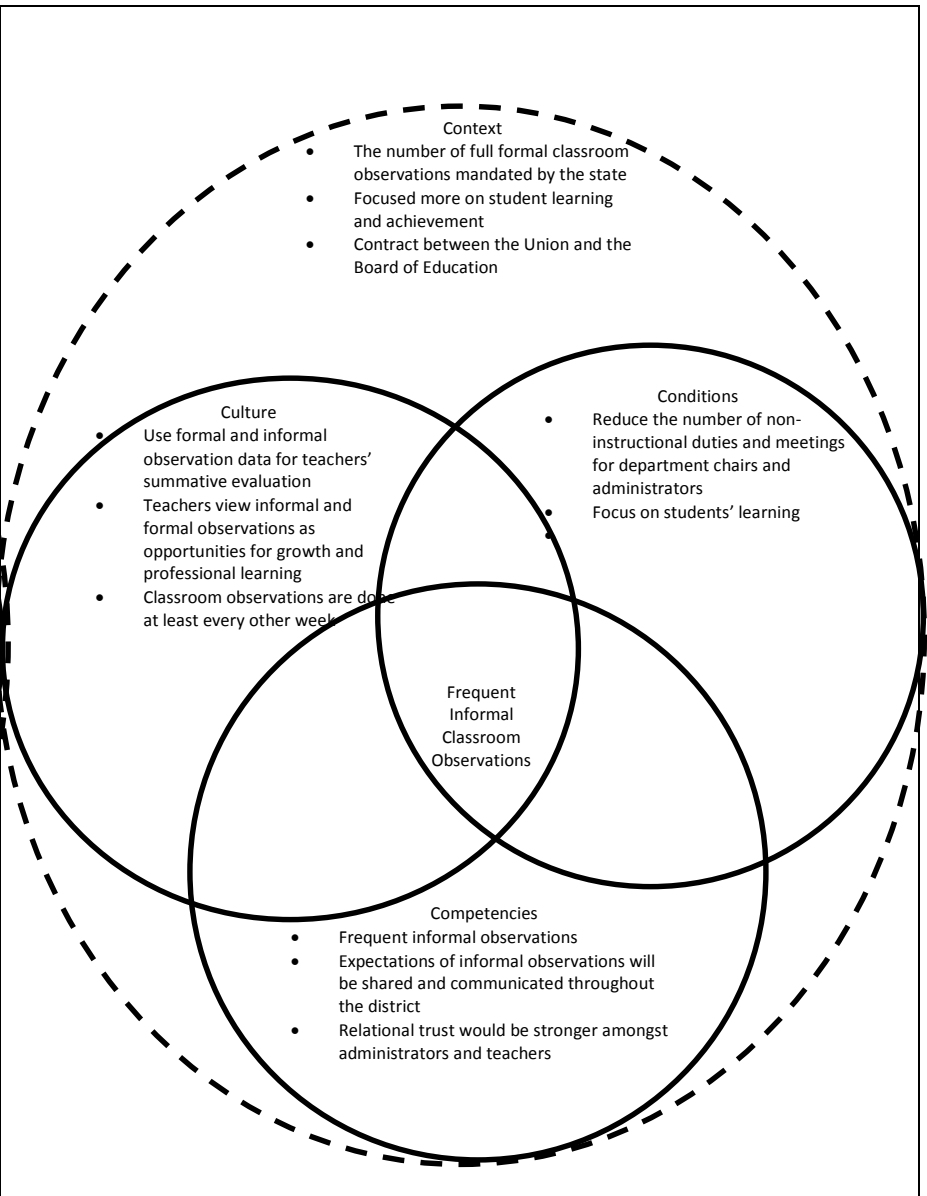 Context
• The number of full formal classroom
observations mandated by the state
• Focused more on student learning
and achievement
• Contract between the Union and the
Board of Education
Culture
• Use formal and informal
observation data for teachers’
summative evaluation
• Teachers view informal and
formal observations as
opportunities for growth and
professional learning
• Classroom observations are done
at least every other week
Conditions
• Reduce the number of non-
instructional duties and meetings
for department chairs and
administrators
• Focus on students’ learning
•
Frequent
Informal
Classroom
Observations
Competencies
• Frequent informal observations
• Expectations of informal observations will
be shared and communicated throughout
the district
• Relational trust would be stronger amongst
administrators and teachers